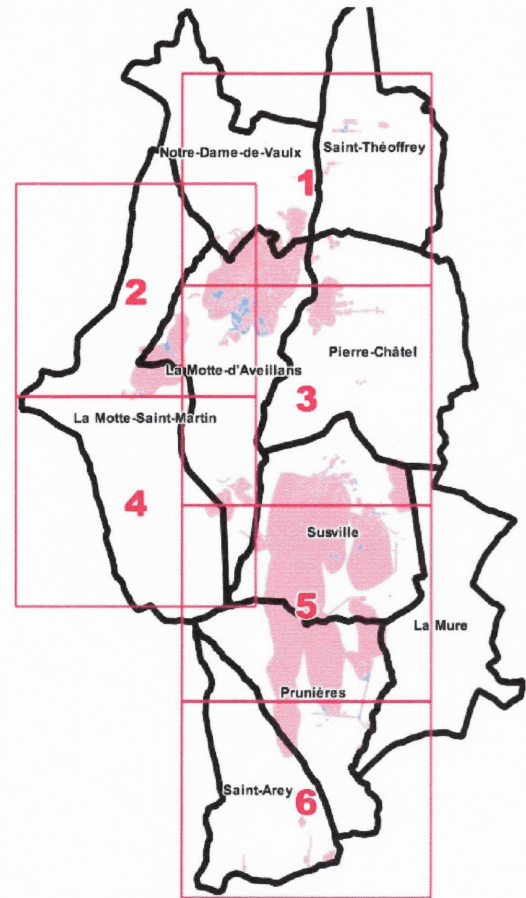 Notre-Dame-de-Vaulx
Saint-Théoffrey
1
2
Pierre-Châtel
La Motte-d'Aveillans
3
La Motte-Saint-Martin
4
Susville
5
La Mure
Prunières
Saint-Arey
6